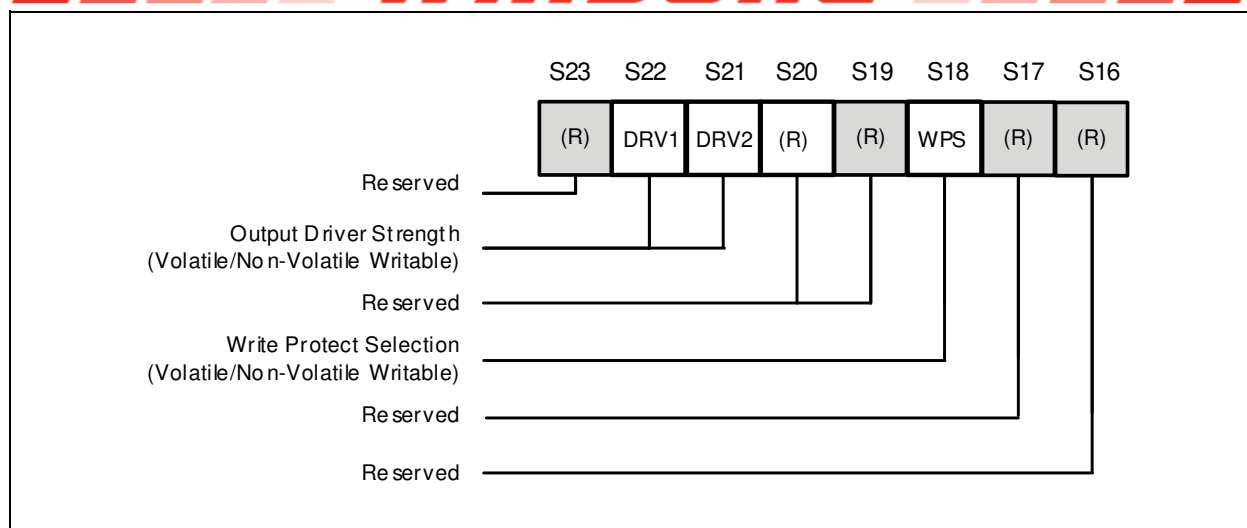 S23 S22 S21 S20 S19 S18 S17 S16
(R) DRV1 DRV2 (R) (R) WPS (R) (R)
Reserved
Output Driver Strength
(Volatile/Non-Volatile Writable)
Reserved
Write Protect Selection
(Volatile/Non-Volatile Writable)
Reserved
Reserved